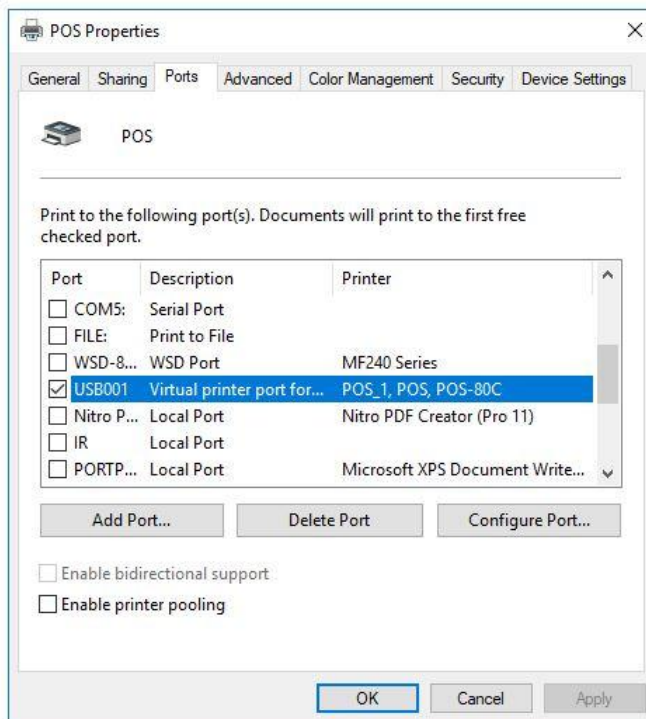 POS Properties
General Sharing Ports Advanced Color Management Security Device Settings
POS
Print to the following port(s). Documents will print to the first free
checked port.
Port Description Printer
COM5: Serial Port
FILE: Print to File
WSD-8... WSD Port MF240 Series
USB001 Virtual printer port for... POS_1, POS, POS-80C
Nitro P... Local Port Nitro PDF Creator (Pro 11)
IR Local Port
PORTP... Local Port Microsoft XPS Document Write...
Add Port... Delete Port Configure Port...
Enable bidirectional support
Enable printer pooling
OK Cancel Apply